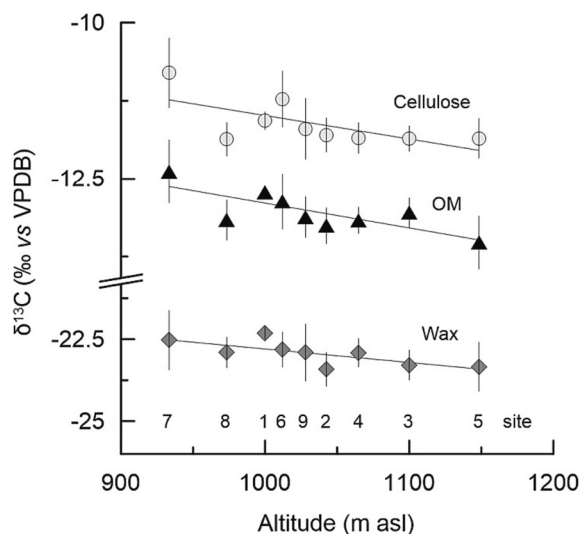 -10
Cellulose
-12.5
OM
δ¹³C (‰ vs VPDB)
Wax
-22.5
-25
7 8 1 6 9 2 4 3 5 site
900 1000 1100 1200
Altitude (m asl)